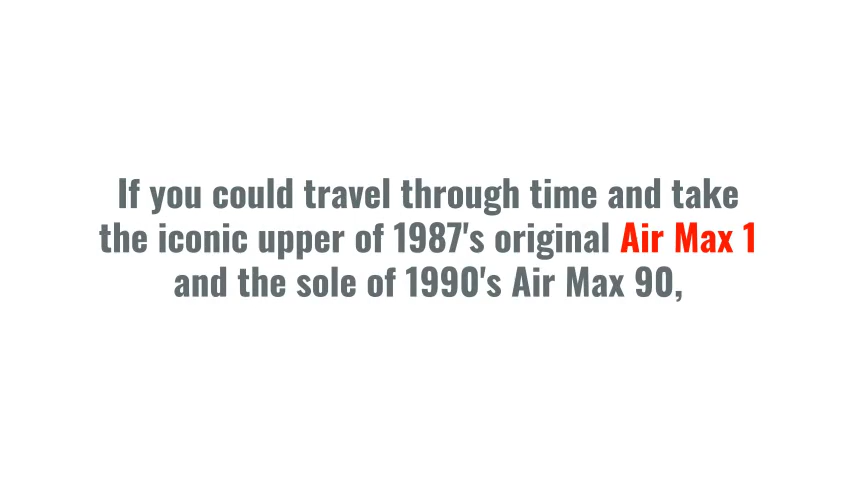 If you could travel through time and take
the iconic upper of 1987's original Air Max 1
and the sole of 1990's Air Max 90,